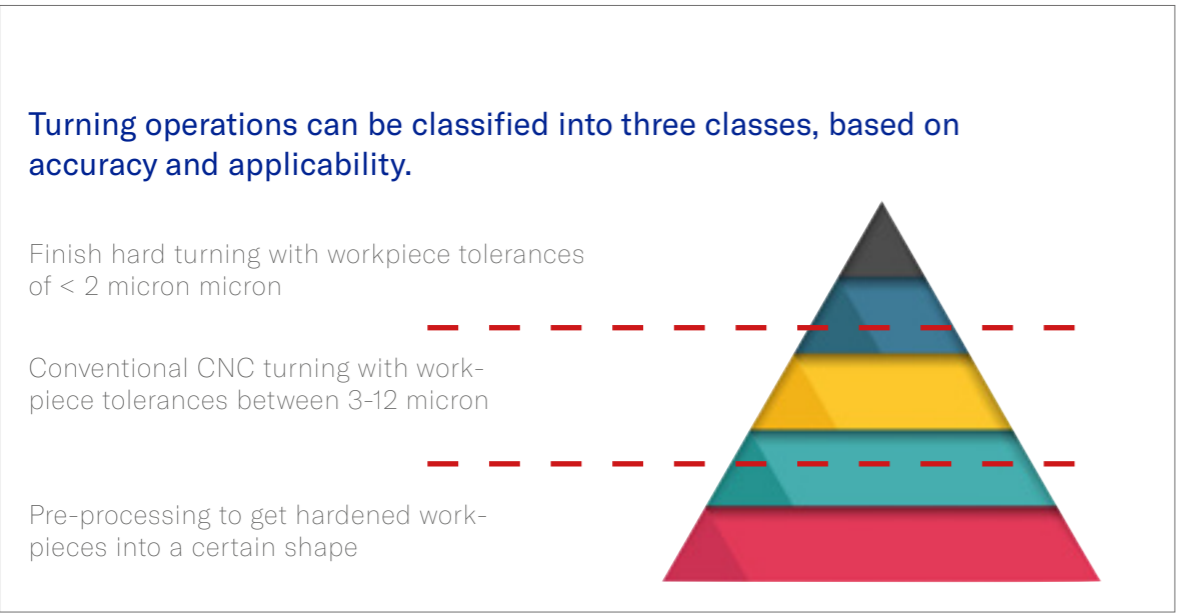 Turning operations can be classified into three classes, based on
accuracy and applicability.
Finish hard turning with workpiece tolerances
of < 2 micron micron
Conventional CNC turning with work-
piece tolerances between 3-12 micron
Pre-processing to get hardened work-
pieces into a certain shape